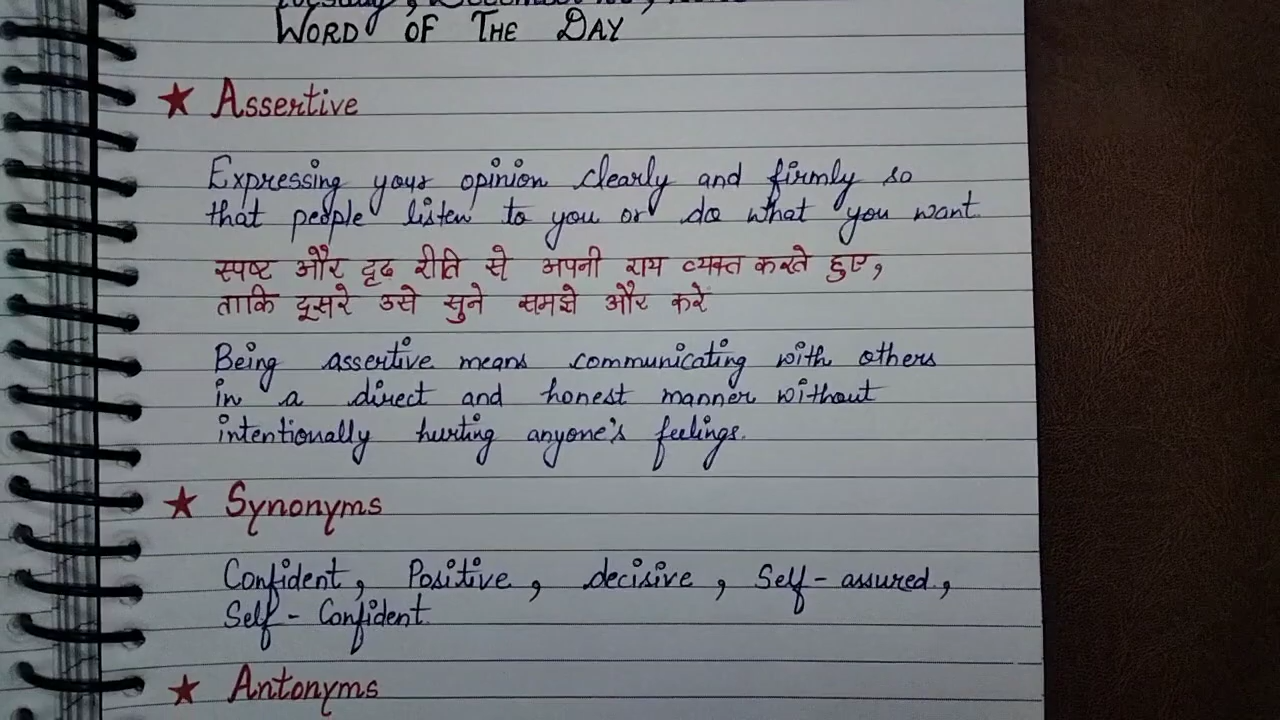 Tuesday, December
WORD OF THE DAY
★ Assertive
Expressing your opinion clearly and firmly so
that people listen to you or do what you want.
स्पष्ट और दृढ रीति से अपनी राय व्यक्त करते हुए,
ताकि दूसरे उसे सुने समझे और करें
Being assertive means communicating with others
in a direct and honest manner without
intentionally hurting anyone's feelings.
★ Synonyms
Confident, Positive, decisive, Self-assured,
Self-Confident.
★ Antonyms